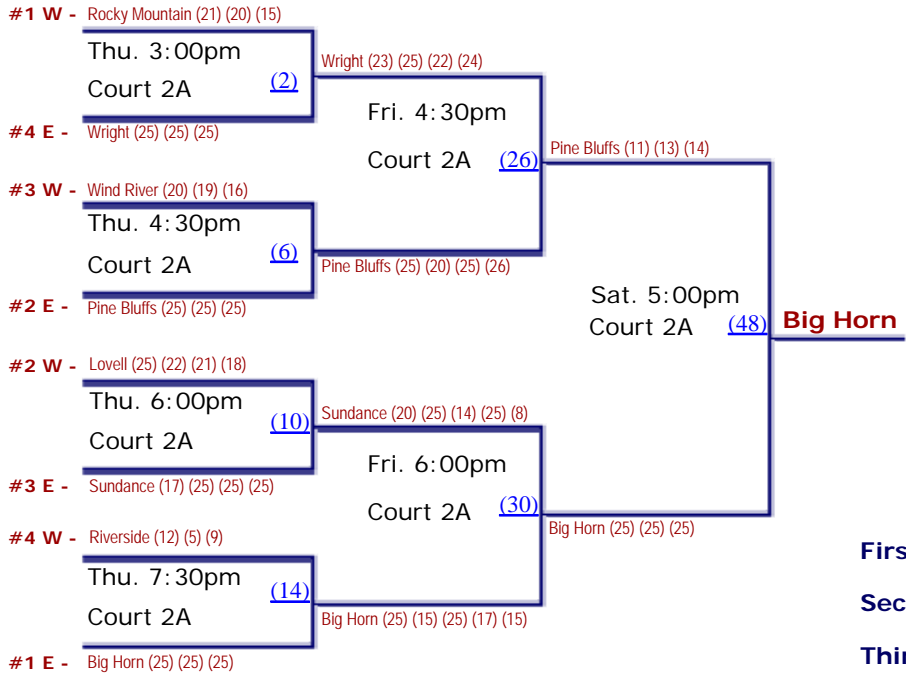 #1 W - Rocky Mountain (21) (20) (15)
Thu. 3:00pm
Court 2A (2)
#4 E - Wright (25) (25) (25)
Wright (23) (25) (22) (24)
Fri. 4:30pm
Court 2A (26)
#3 W - Wind River (20) (19) (16)
Thu. 4:30pm
Court 2A (6)
#2 E - Pine Bluffs (25) (25) (25)
Pine Bluffs (25) (20) (25) (26)
Pine Bluffs (11) (13) (14)
Sat. 5:00pm
Court 2A (48)
Big Horn
#2 W - Lovell (25) (22) (21) (18)
Thu. 6:00pm
Court 2A (10)
#3 E - Sundance (17) (25) (25) (25)
Sundance (20) (25) (14) (25) (8)
Fri. 6:00pm
Court 2A (30)
Big Horn (25) (25) (25)
#4 W - Riverside (12) (5) (9)
Thu. 7:30pm
Court 2A (14)
#1 E - Big Horn (25) (25) (25)
Big Horn (25) (15) (25) (17) (15)
Firs
Sec
Thir